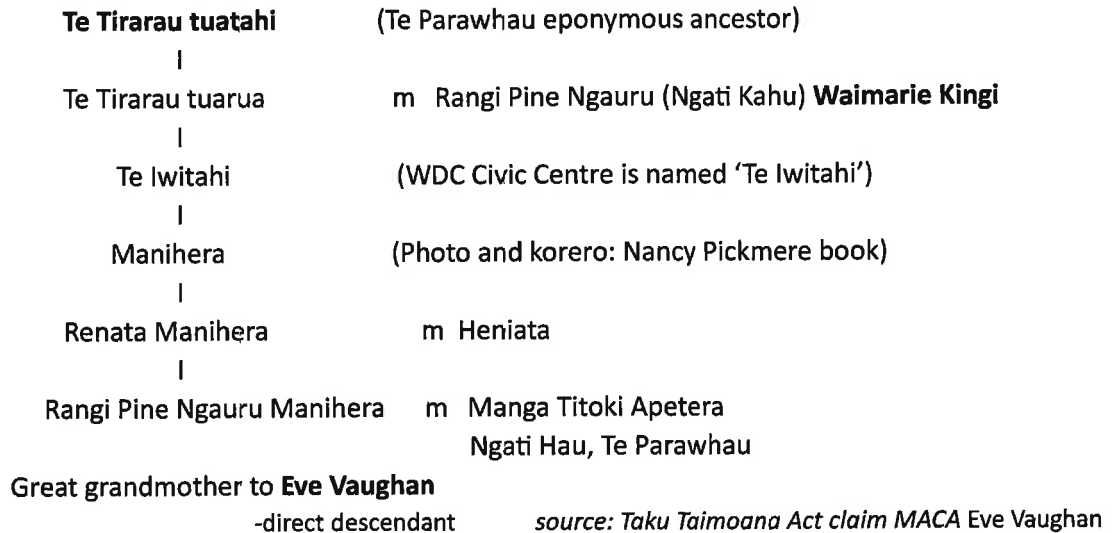 Te Tirarau tuatahi (Te Parawhau eponymous ancestor)
I
Te Tirarau tuarua m Rangi Pine Ngauru (Ngati Kahu) Waimarie Kingi
I
Te Iwitahi (WDC Civic Centre is named ‘Te Iwitahi’)
I
Manihera (Photo and korero: Nancy Pickmere book)
I
Renata Manihera m Heniata
I
Rangi Pine Ngauru Manihera m Manga Titoki Apetera
Ngati Hau, Te Parawhau
Great grandmother to Eve Vaughan
-direct descendant source: Taku Taimoana Act claim MACA Eve Vaughan